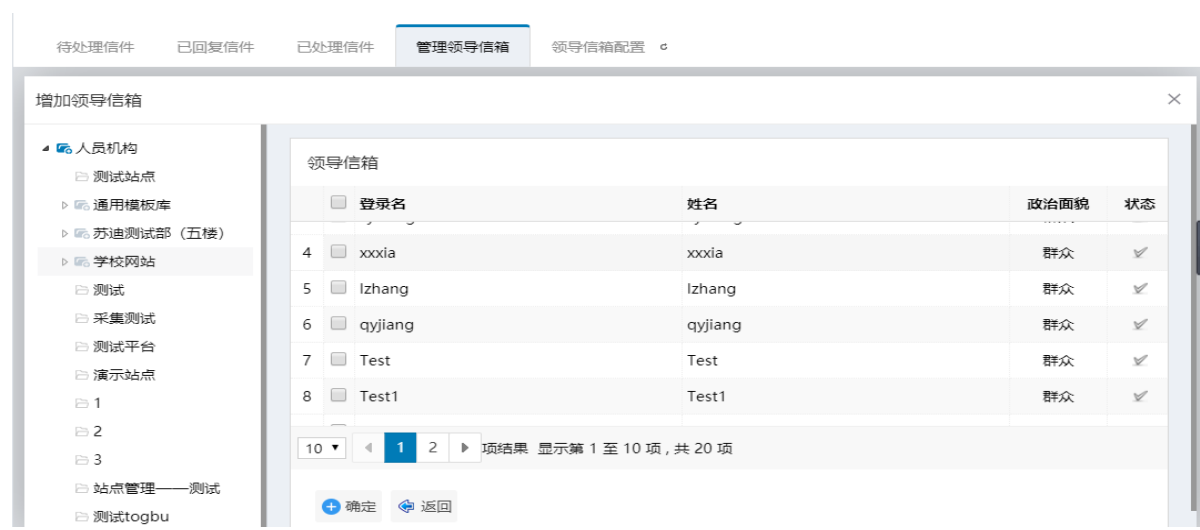 待处理信件 已回复信件 已处理信件 管理领导信箱 领导信箱配置
增加领导信箱
人员机构
测试站点
通用模板库
苏迪测试部（五楼）
学校网站
测试
采集测试
测试平台
演示站点
1
2
3
站点管理——测试
测试togbu
领导信箱
登录名 姓名 政治面貌 状态
4 xxxia xxxia 群众
5 lzhang lzhang 群众
6 qyjiang qyjiang 群众
7 Test Test 群众
8 Test1 Test1 群众
10 1 2 项结果 显示第 1 至 10 项 , 共 20 项
确定 返回